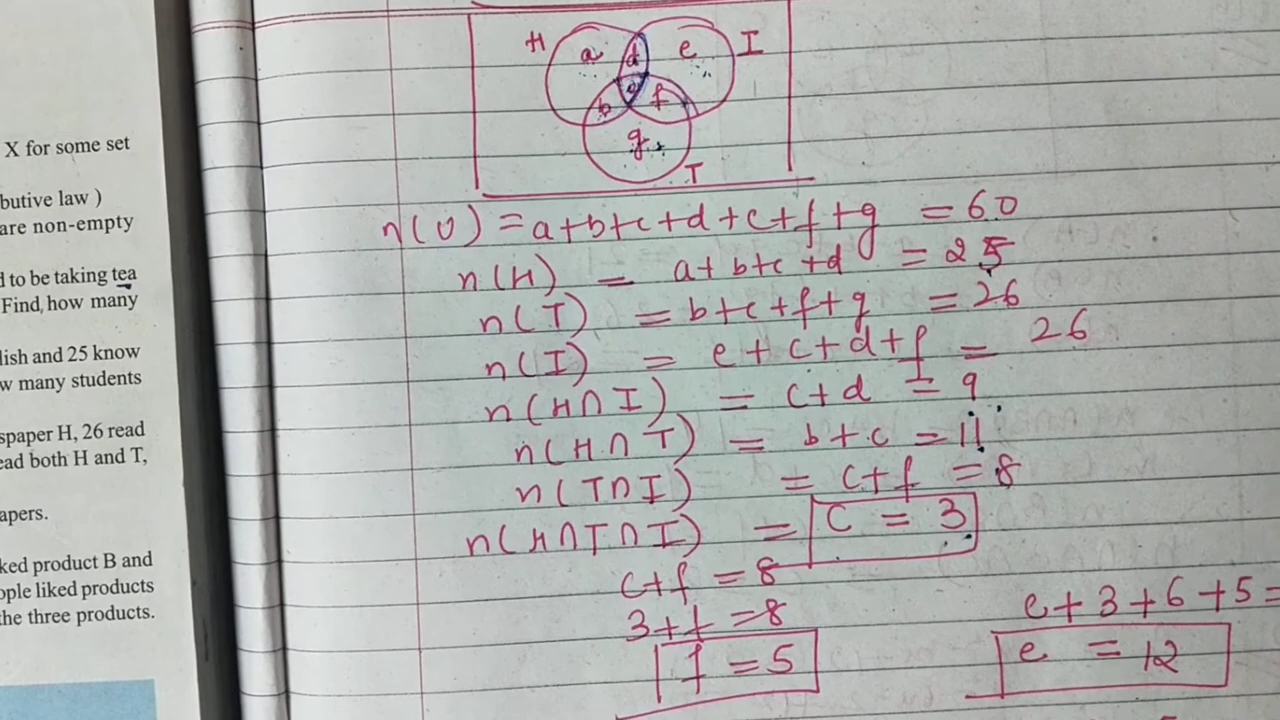 X for some set
butive law )
are non-empty
d to be taking tea
Find, how many
lish and 25 know
w many students
spaper H, 26 read
ead both H and T,
apers.
ked product B and
ople liked products
the three products.
H a d e I
b c f
g
T
n(U) = a+b+c+d+c+f+g = 60
n(H) = a+b+c+d = 25
n(T) = b+c+f+g = 26
n(I) = e+c+d+f = 26
n(H∩I) = c+d = 9
n(H∩T) = b+c = 11
n(T∩I) = c+f = 8
n(H∩T∩I) = C = 3
c+f = 8
3+f = 8
f = 5
e+3+6+5=
e = 12